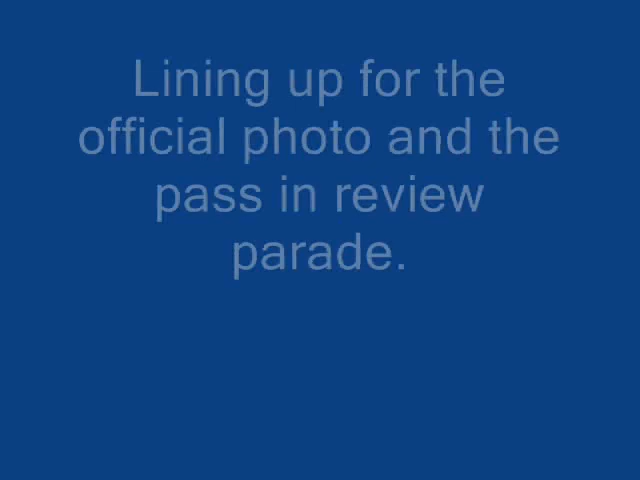 Lining up for the
official photo and the
pass in review
parade.